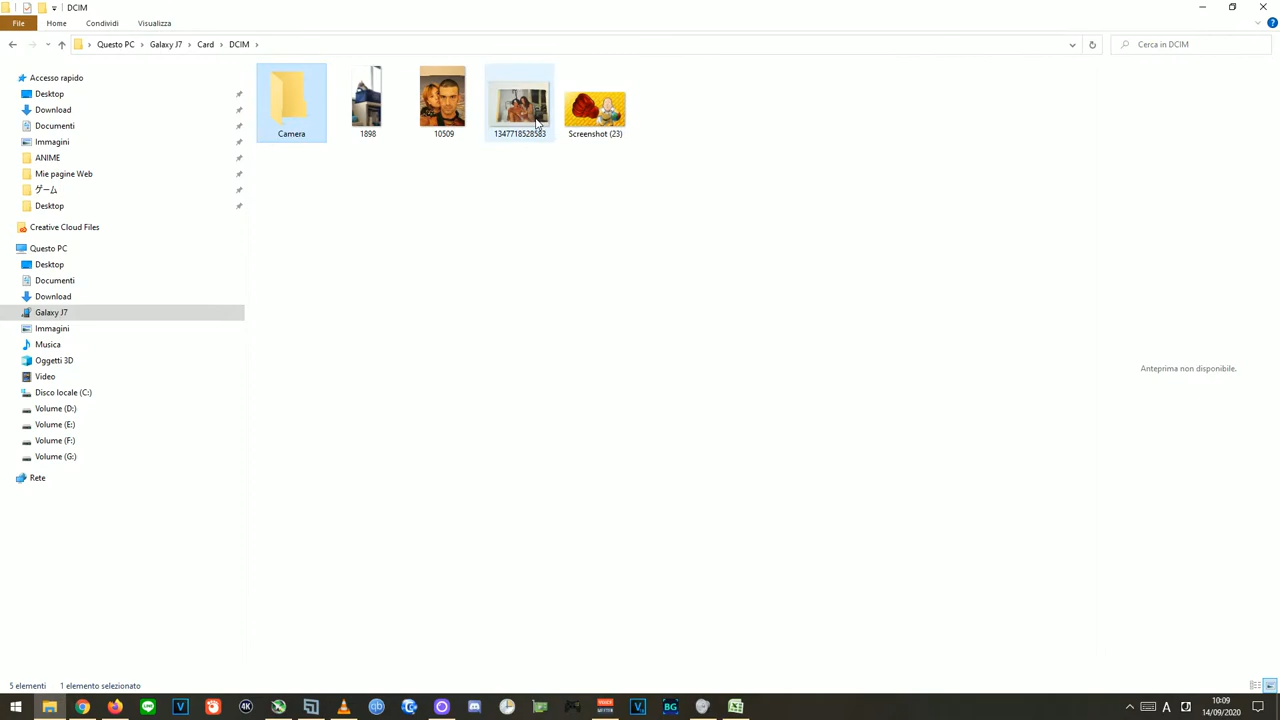 DCIM
File Home Condividi Visualizza
Questo PC Galaxy J7 Card DCIM
Cerca in DCIM
Accesso rapido
Desktop
Download
Documenti
Immagini
ANIME
Mie pagine Web
ゲーム
Desktop
Creative Cloud Files
Questo PC
Desktop
Documenti
Download
Galaxy J7
Immagini
Musica
Oggetti 3D
Video
Disco locale (C:)
Volume (D:)
Volume (E:)
Volume (F:)
Volume (G:)
Rete
Camera
1898
10509
1347718528583
Screenshot (23)
Anteprima non disponibile.
5 elementi 1 elemento selezionato
4K
BG
A
10:09
14/09/2020